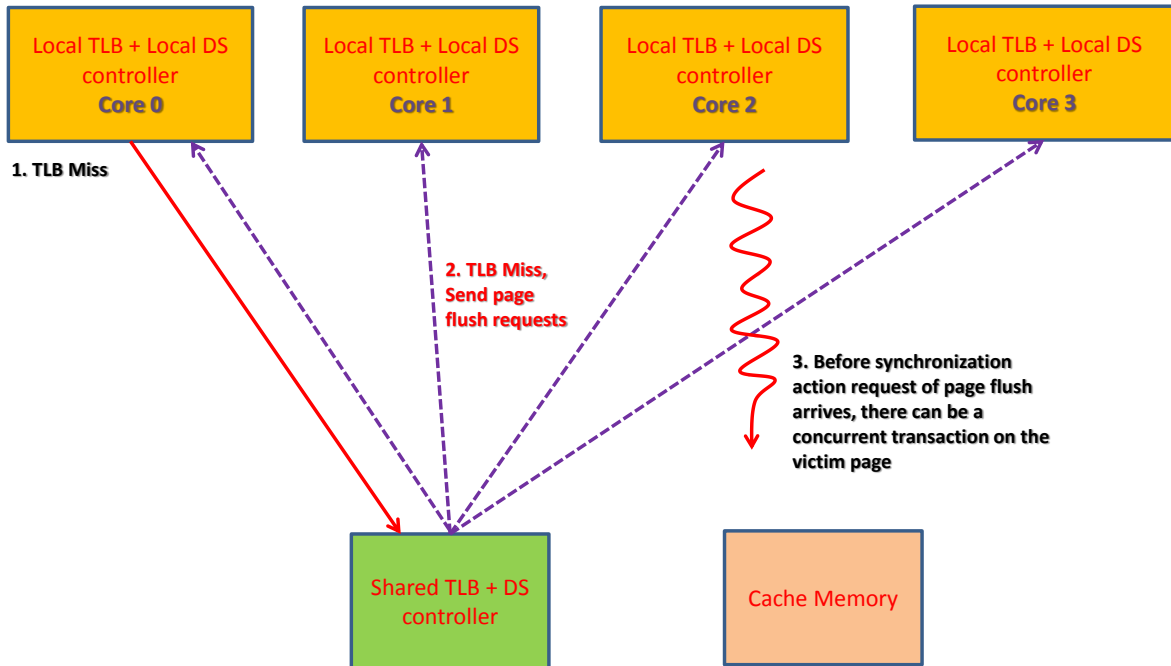 Local TLB + Local DS
controller
Core 0
Local TLB + Local DS
controller
Core 1
Local TLB + Local DS
controller
Core 2
Local TLB + Local DS
controller
Core 3
1. TLB Miss
2. TLB Miss,
Send page
flush requests
3. Before synchronization
action request of page flush
arrives, there can be a
concurrent transaction on the
victim page
Shared TLB + DS
controller
Cache Memory